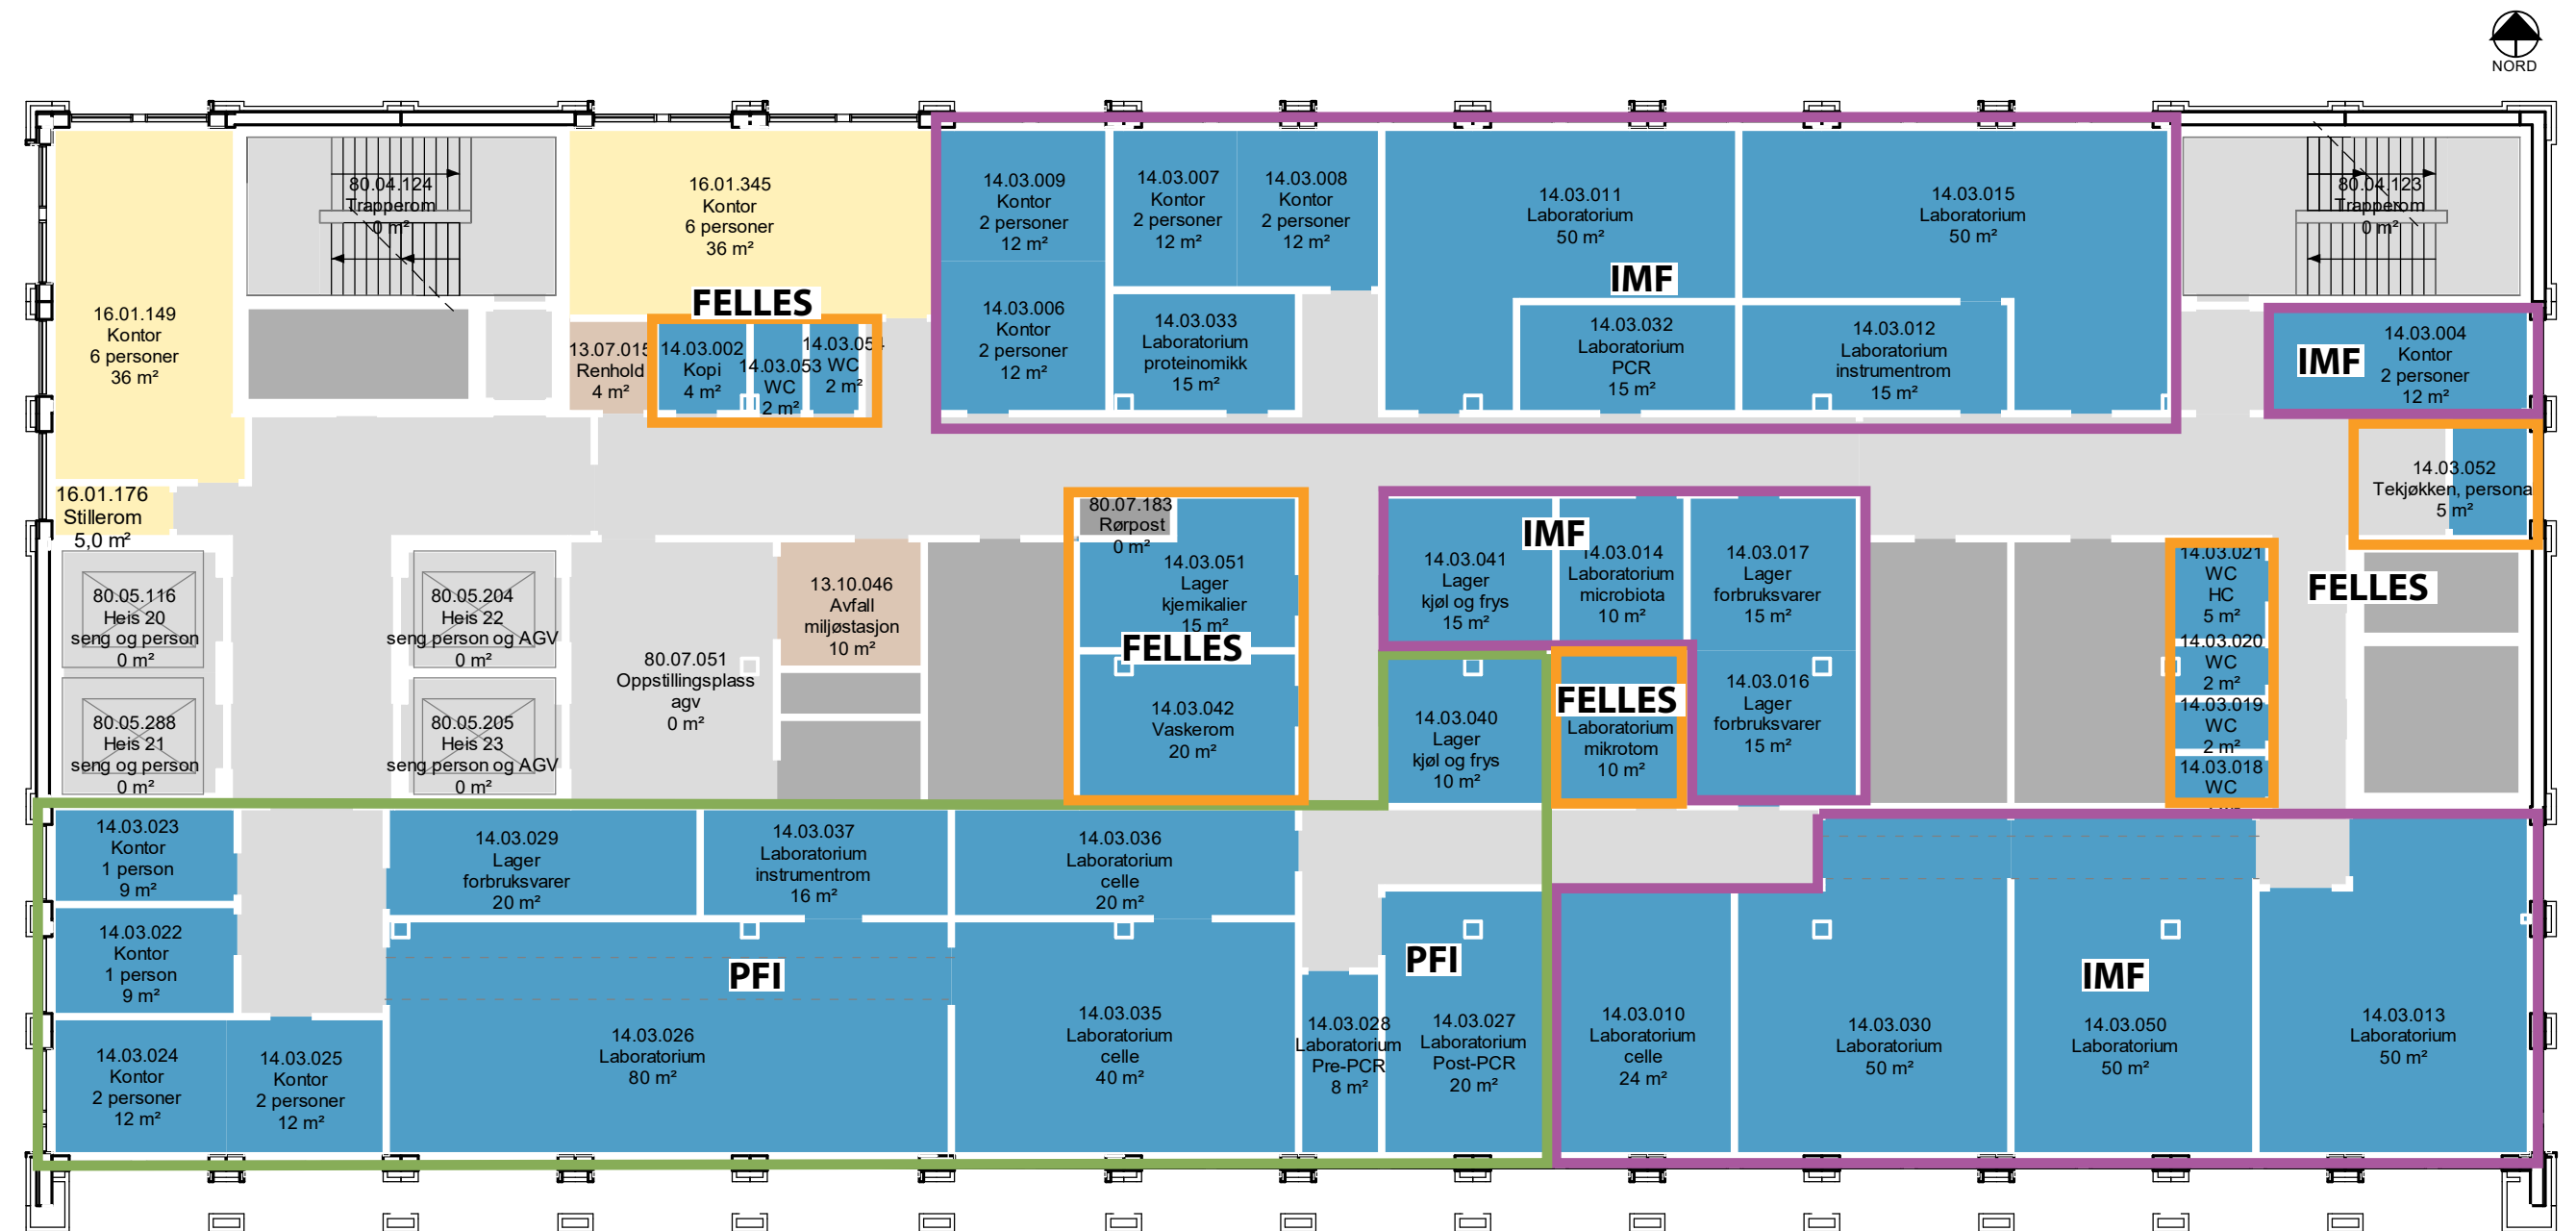 NORD
80.04.124
Trapperom
0 m²
16.01.345
Kontor
6 personer
36 m²
14.03.009
Kontor
2 personer
12 m²
14.03.007
Kontor
2 personer
12 m²
14.03.008
Kontor
2 personer
12 m²
14.03.011
Laboratorium
50 m²
14.03.015
Laboratorium
50 m²
80.04.123
Trapperom
0 m²
IMF
16.01.149
Kontor
6 personer
36 m²
FELLES
13.07.015
Renhold
4 m²
14.03.002
Kopi
4 m²
14.03.053
WC
2 m²
14.03.054
WC
2 m²
14.03.006
Kontor
2 personer
12 m²
14.03.033
Laboratorium
proteinomikk
15 m²
14.03.032
Laboratorium
PCR
15 m²
14.03.012
Laboratorium
instrumentrom
15 m²
IMF
14.03.004
Kontor
2 personer
12 m²
14.03.052
Tekjøkken, persona
5 m²
16.01.176
Stillerom
5,0 m²
80.07.183
Rørpost
0 m²
14.03.051
Lager
kjemikalier
15 m²
FELLES
14.03.042
Vaskerom
20 m²
IMF
14.03.041
Lager
kjøl og frys
15 m²
14.03.014
Laboratorium
microbiota
10 m²
14.03.017
Lager
forbruksvarer
15 m²
14.03.021
WC
HC
5 m²
14.03.020
WC
2 m²
14.03.019
WC
2 m²
14.03.018
WC
FELLES
80.05.116
Heis 20
seng og person
0 m²
80.05.204
Heis 22
seng person og AGV
0 m²
13.10.046
Avfall
miljøstasjon
10 m²
80.07.051
Oppstillingsplass
agv
0 m²
80.05.288
Heis 21
seng og person
0 m²
80.05.205
Heis 23
seng person og AGV
0 m²
14.03.040
Lager
kjøl og frys
10 m²
FELLES
Laboratorium
mikrotom
10 m²
14.03.016
Lager
forbruksvarer
15 m²
14.03.023
Kontor
1 person
9 m²
14.03.029
Lager
forbruksvarer
20 m²
14.03.037
Laboratorium
instrumentrom
16 m²
14.03.036
Laboratorium
celle
20 m²
14.03.022
Kontor
1 person
9 m²
PFI
PFI
IMF
14.03.024
Kontor
2 personer
12 m²
14.03.025
Kontor
2 personer
12 m²
14.03.026
Laboratorium
80 m²
14.03.035
Laboratorium
celle
40 m²
14.03.028
Laboratorium
Pre-PCR
8 m²
14.03.027
Laboratorium
Post-PCR
20 m²
14.03.010
Laboratorium
celle
24 m²
14.03.030
Laboratorium
50 m²
14.03.050
Laboratorium
50 m²
14.03.013
Laboratorium
50 m²